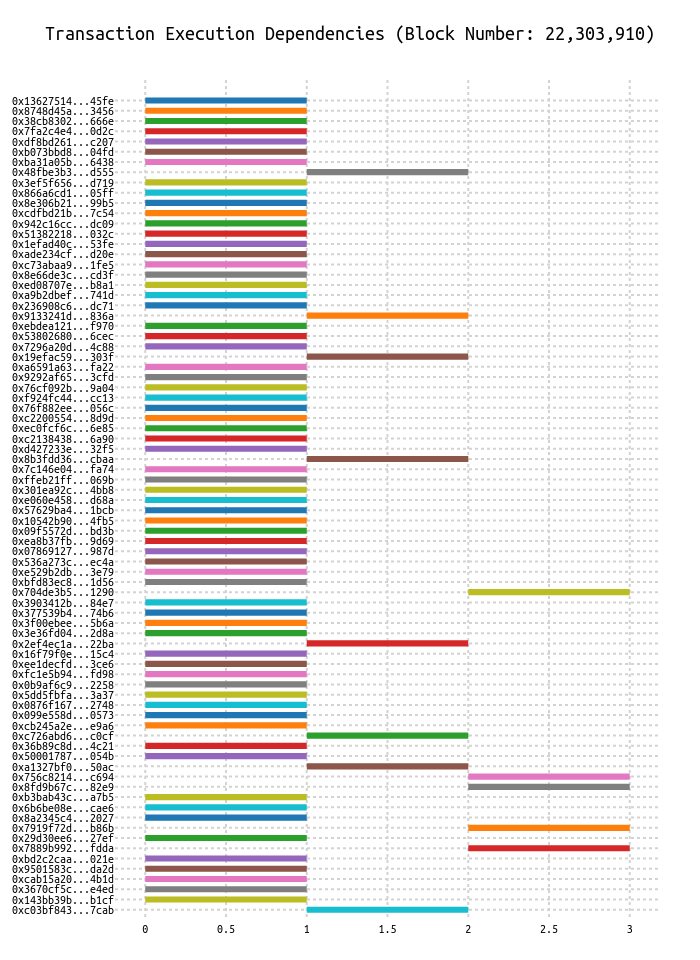 Transaction Execution Dependencies (Block Number: 22,303,910)
0x13627514...45fe
0x8748d45a...3456
0x38cb8302...666e
0x7fa2c4e4...0d2c
0xdf8bd261...c207
0xb073bbd8...04fd
0xba31a05b...6438
0x48fbe3b3...d555
0x3ef5f656...d719
0x866a6cd1...05ff
0x8e306b21...99b5
0xcdfbd21b...7c54
0x942c16cc...dc09
0x51382218...032c
0x1efad40c...53fe
0xade234cf...d20e
0xc73abaa9...1fe5
0x8e66de3c...cd3f
0xed08707e...b8a1
0xa9b2dbef...741d
0x236908c6...dc71
0x9133241d...836a
0xebdea121...f970
0x53802680...6cec
0x7296a20d...4c88
0x19efac59...303f
0xa6591a63...fa22
0x9292af65...3cfd
0x76cf092b...9a04
0xf924fc44...cc13
0x76f882ee...056c
0xc2200554...8d9d
0xec0fcf6c...6e85
0xc2138438...6a90
0xd427233e...32f5
0x8b3fdd36...cbaa
0x7c146e04...fa74
0xffeb21ff...069b
0x301ea92c...4bb8
0xe060e458...d68a
0x57629ba4...1bcb
0x10542b90...4fb5
0x09f5572d...bd3b
0xea8b37fb...9d69
0x07869127...987d
0x536a273c...ec4a
0xe529b2db...3e79
0xbfd83ec8...1d56
0x704de3b5...1290
0x3903412b...84e7
0x377539b4...74b6
0x3f00ebee...5b6a
0x3e36fd04...2d8a
0x2ef4ec1a...22ba
0x16f79f0e...15c4
0xee1decfd...3ce6
0xfc1e5b94...fd98
0x0b9af6c9...2258
0x5dd5fbfa...3a37
0x0876f167...2748
0x099e558d...0573
0xcb245a2e...e9a6
0xc726abd6...c0cf
0x36b89c8d...4c21
0x50001787...054b
0xa1327bf0...50ac
0x756c8214...c694
0x8fd9b67c...82e9
0xb3bab43c...a7b5
0x6b6be08e...cae6
0x8a2345c4...2027
0x7919f72d...b86b
0x29d30ee6...27ef
0x7889b992...fdda
0xbd2c2caa...021e
0x9501583c...da2d
0xcab15a20...4b1d
0x3670cf5c...e4ed
0x143bb39b...b1cf
0xc03bf843...7cab
0 0.5 1 1.5 2 2.5 3